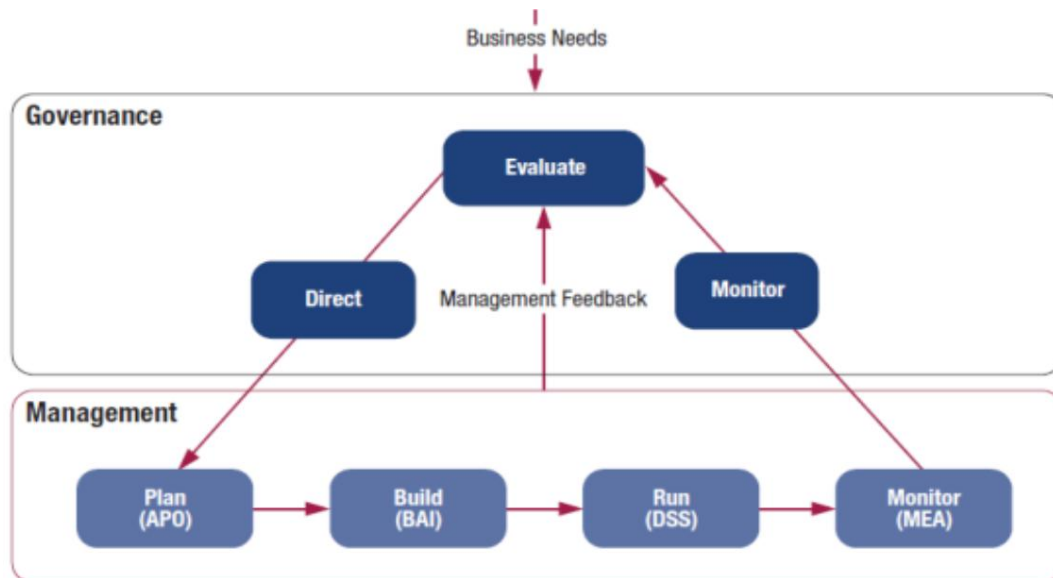 Business Needs
Governance
Evaluate
Direct
Management Feedback
Monitor
Management
Plan
(APO)
Build
(BAI)
Run
(DSS)
Monitor
(MEA)